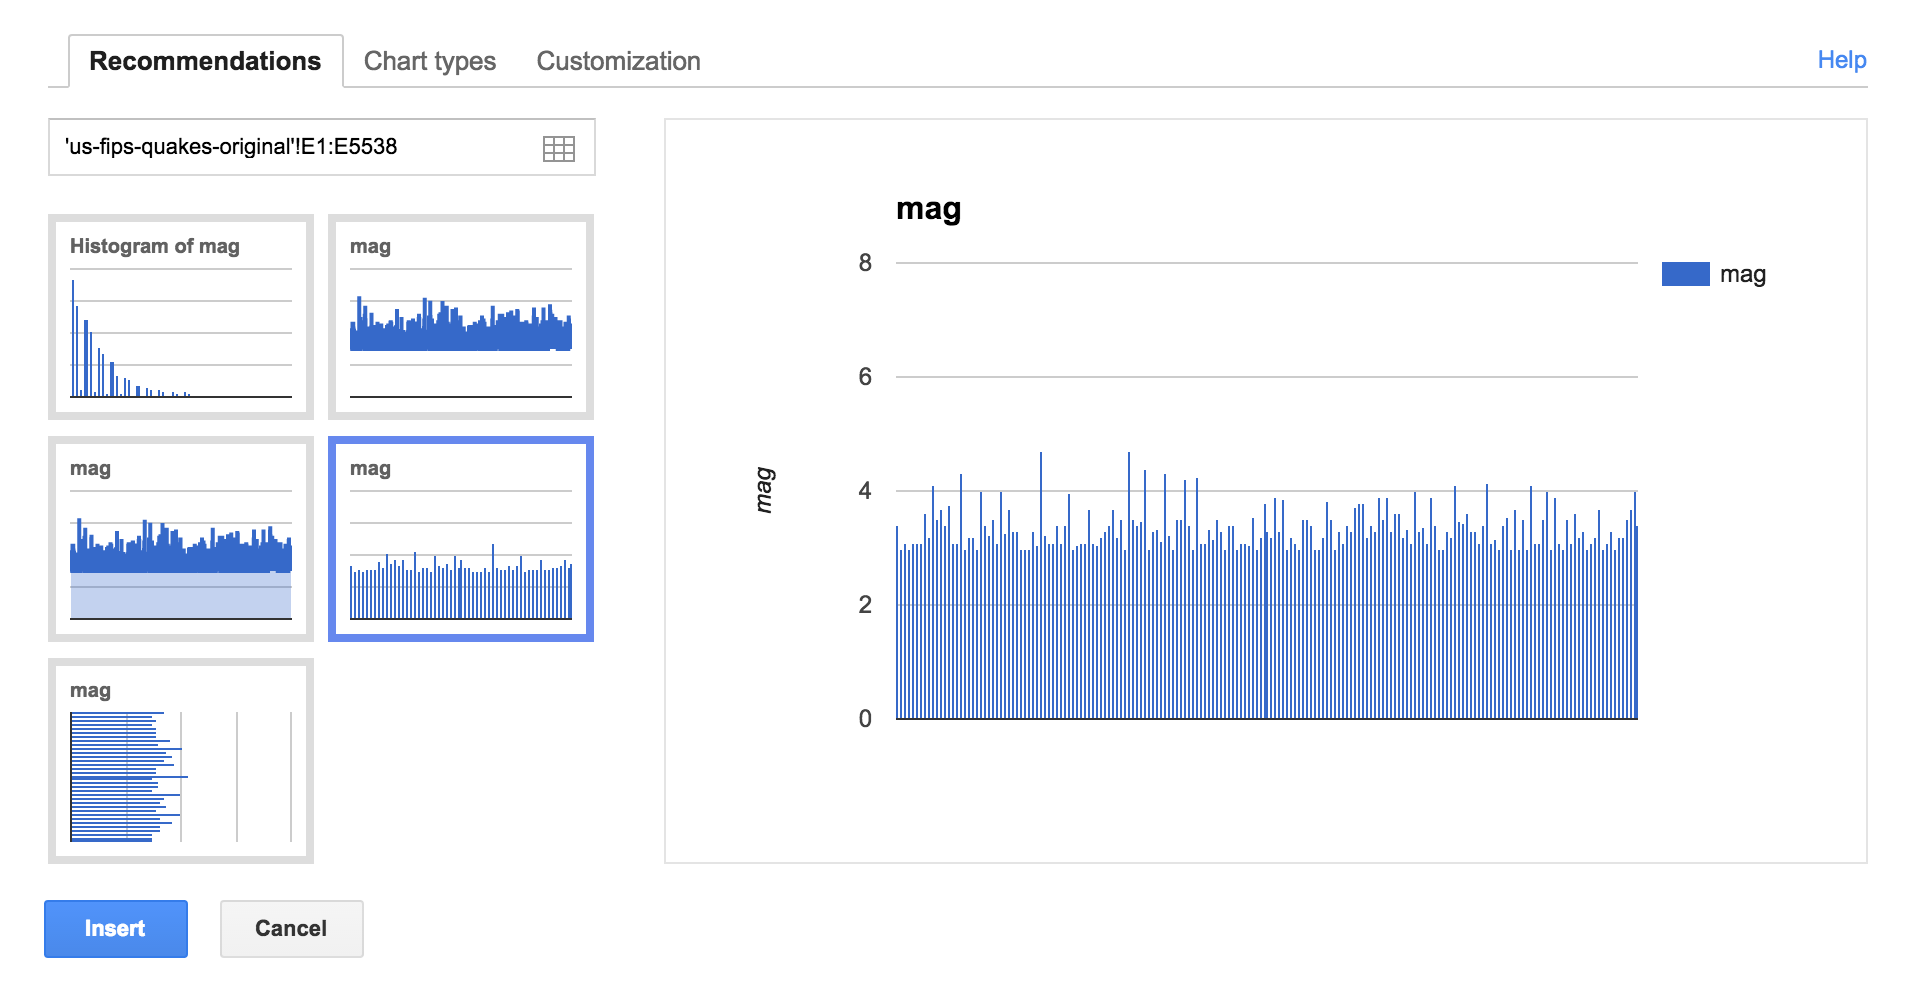 Recommendations Chart types Customization Help
'us-fips-quakes-original'!E1:E5538
Histogram of mag
mag
mag
mag
mag
mag
8
6
4
2
0
mag
mag
Insert Cancel